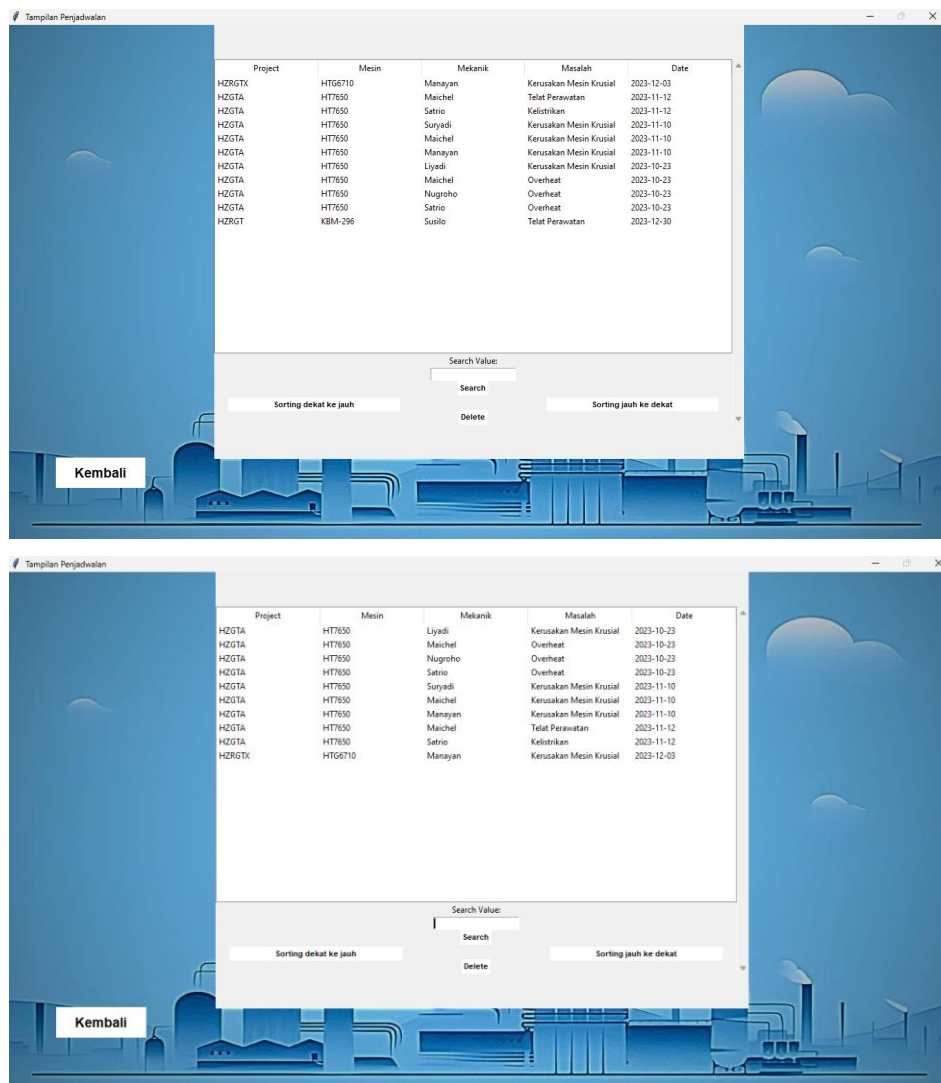 Tampilan Penjadwalan
Project Mesin Mekanik Masalah Date
HZRGTX HTG6710 Manayan Kerusakan Mesin Krusial 2023-12-03
HZGTA HT7650 Maichel Telat Perawatan 2023-11-12
HZGTA HT7650 Satrio Kelistrikan 2023-11-12
HZGTA HT7650 Suryadi Kerusakan Mesin Krusial 2023-11-10
HZGTA HT7650 Maichel Kerusakan Mesin Krusial 2023-11-10
HZGTA HT7650 Manayan Kerusakan Mesin Krusial 2023-11-10
HZGTA HT7650 Liyadi Kerusakan Mesin Krusial 2023-10-23
HZGTA HT7650 Maichel Overheat 2023-10-23
HZGTA HT7650 Nugroho Overheat 2023-10-23
HZGTA HT7650 Satrio Overheat 2023-10-23
HZRGT KBM-296 Susilo Telat Perawatan 2023-12-30
Search Value:
Search
Sorting dekat ke jauh Sorting jauh ke dekat
Delete
Kembali
Tampilan Penjadwalan
Project Mesin Mekanik Masalah Date
HZGTA HT7650 Liyadi Kerusakan Mesin Krusial 2023-10-23
HZGTA HT7650 Maichel Overheat 2023-10-23
HZGTA HT7650 Nugroho Overheat 2023-10-23
HZGTA HT7650 Satrio Overheat 2023-10-23
HZGTA HT7650 Suryadi Kerusakan Mesin Krusial 2023-11-10
HZGTA HT7650 Maichel Kerusakan Mesin Krusial 2023-11-10
HZGTA HT7650 Manayan Kerusakan Mesin Krusial 2023-11-10
HZGTA HT7650 Maichel Telat Perawatan 2023-11-12
HZGTA HT7650 Satrio Kelistrikan 2023-11-12
HZRGTX HTG6710 Manayan Kerusakan Mesin Krusial 2023-12-03
Search Value:
Search
Sorting dekat ke jauh Sorting jauh ke dekat
Delete
Kembali